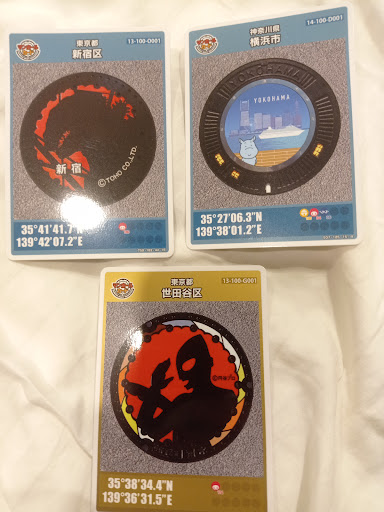 東京都
13-100-D001
新宿区
新宿
©TOHO CO.,LTD.
35°41'41.7"N
139°42'07.2"E
神奈川県
14-100-D001
横浜市
YOKOHAMA
35°27'06.3"N
139°38'01.2"E
東京都
13-100-G001
世田谷区
35°38'34.4"N
139°36'31.5"E